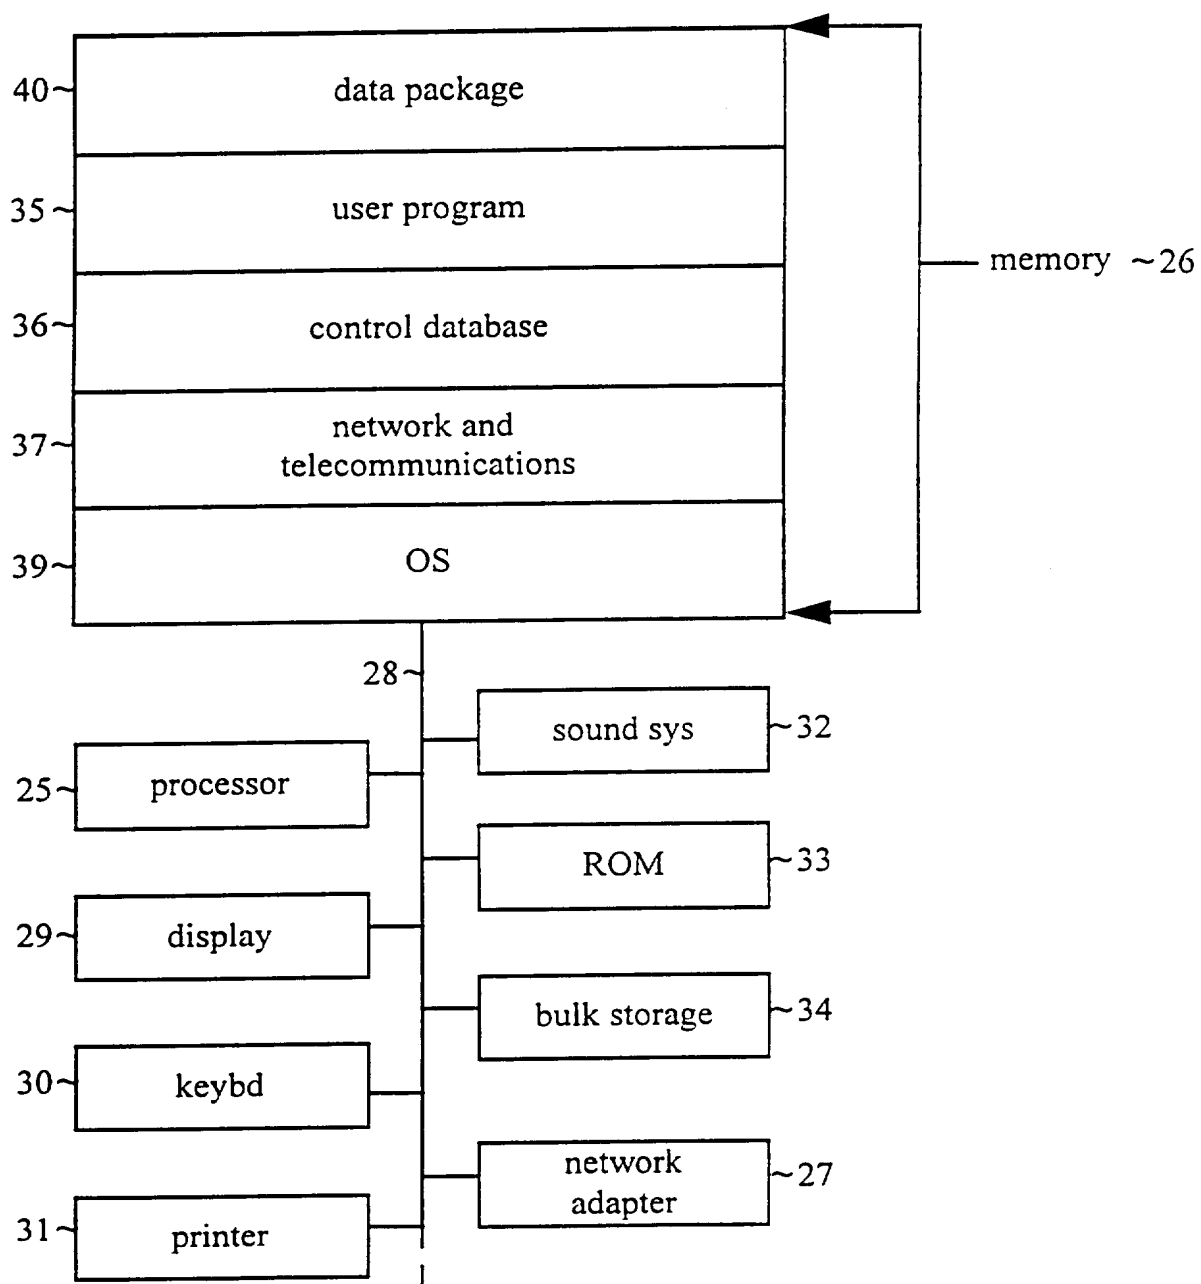 40~ data package
35~ user program
memory ~26
36~ control database
37~ network and
telecommunications
39~ OS
28~
sound sys ~32
25~ processor
ROM ~33
29~ display
bulk storage ~34
30~ keybd
network
adapter ~27
31~ printer